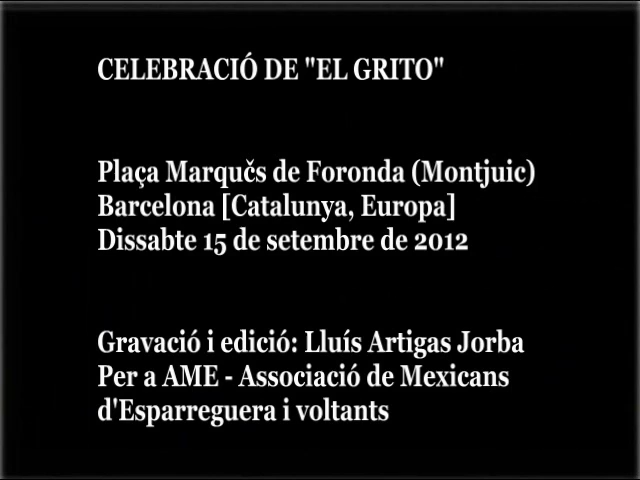 CELEBRACIÓ DE "EL GRITO"
Plaça Marqučs de Foronda (Montjuic)
Barcelona [Catalunya, Europa]
Dissabte 15 de setembre de 2012
Gravació i edició: Lluís Artigas Jorba
Per a AME - Associació de Mexicans
d'Esparreguera i voltants